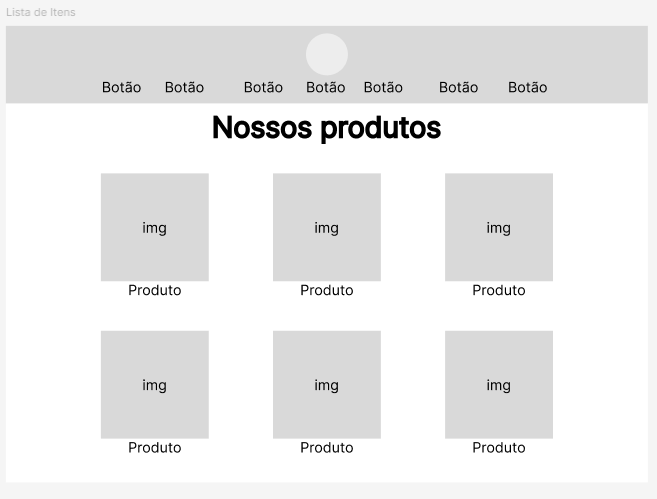 Lista de Itens
Botão Botão Botão Botão Botão Botão Botão
Nossos produtos
img img img
Produto Produto Produto
img img img
Produto Produto Produto